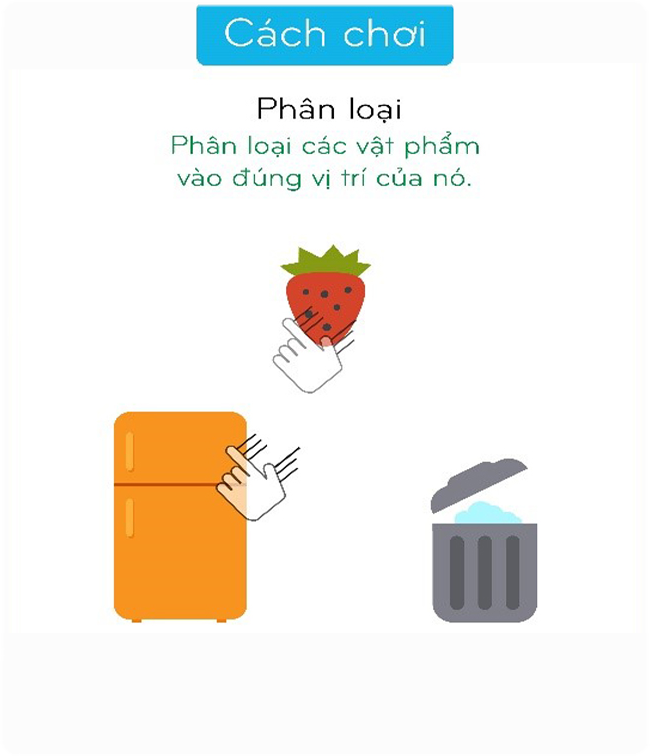 Cách chơi
Phân loại
Phân loại các vật phẩm
vào đúng vị trí của nó.